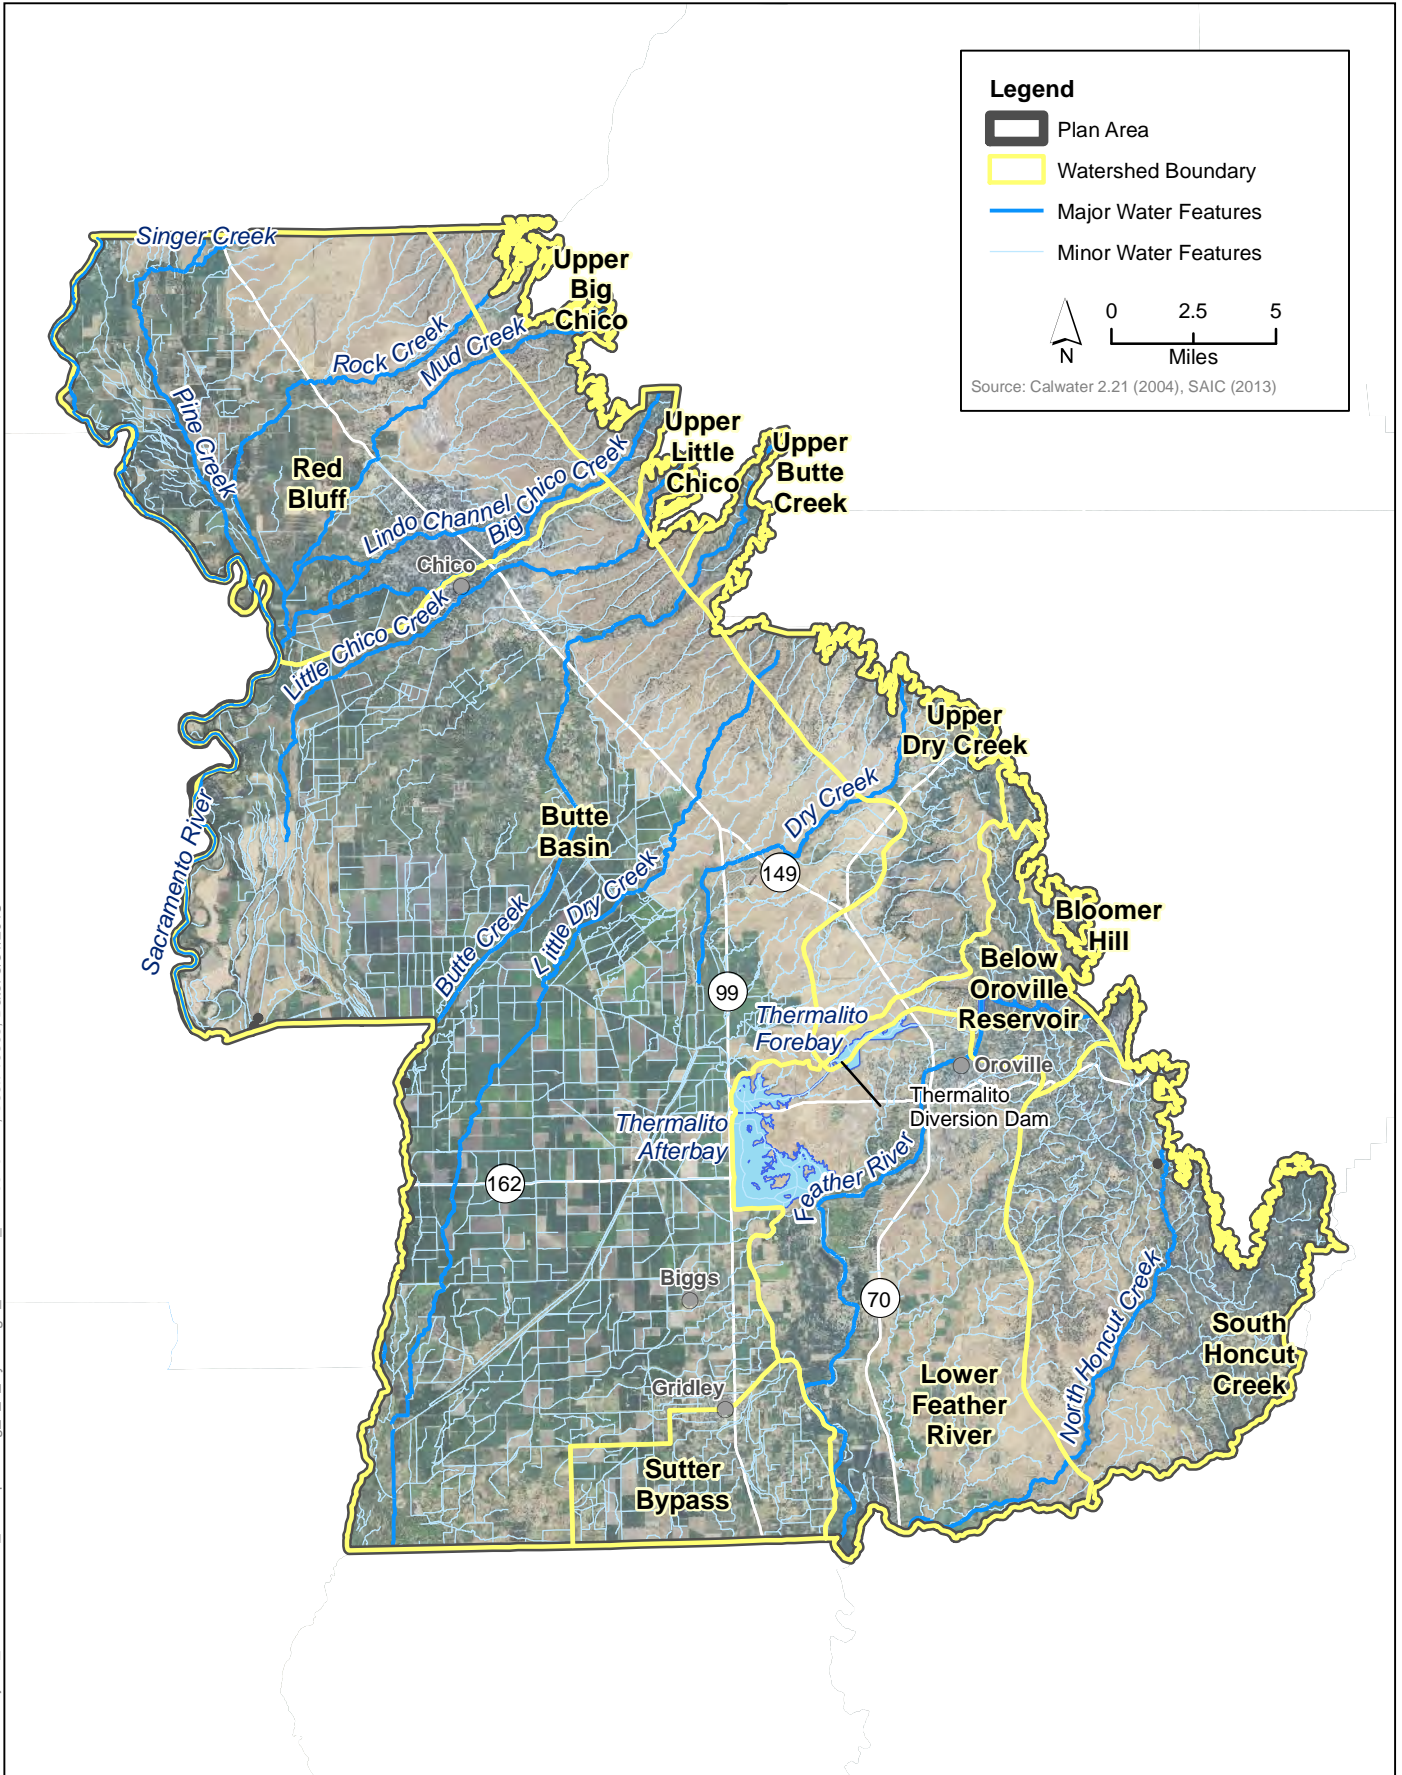 Legend
Plan Area
Watershed Boundary
Major Water Features
Minor Water Features
0 2.5 5
N
Miles
Source: Calwater 2.21 (2004), SAIC (2013)
Singer Creek
Upper
Big
Chico
Rock Creek
Mud Creek
Pine Creek
Red
Bluff
Upper
Little
Chico
Upper
Butte
Creek
Lindo Channel
Big Chico Creek
Chico
Little Chico Creek
Upper
Dry Creek
Sacramento River
Butte
Basin
Dry Creek
149
Little Dry Creek
Butte Creek
Bloomer
Hill
Below
Oroville
Reservoir
99
Thermalito
Forebay
Oroville
Thermalito
Diversion Dam
Thermalito
Afterbay
Feather River
162
Biggs
70
North Honcut Creek
South
Honcut
Creek
Gridley
Lower
Feather
River
Sutter
Bypass